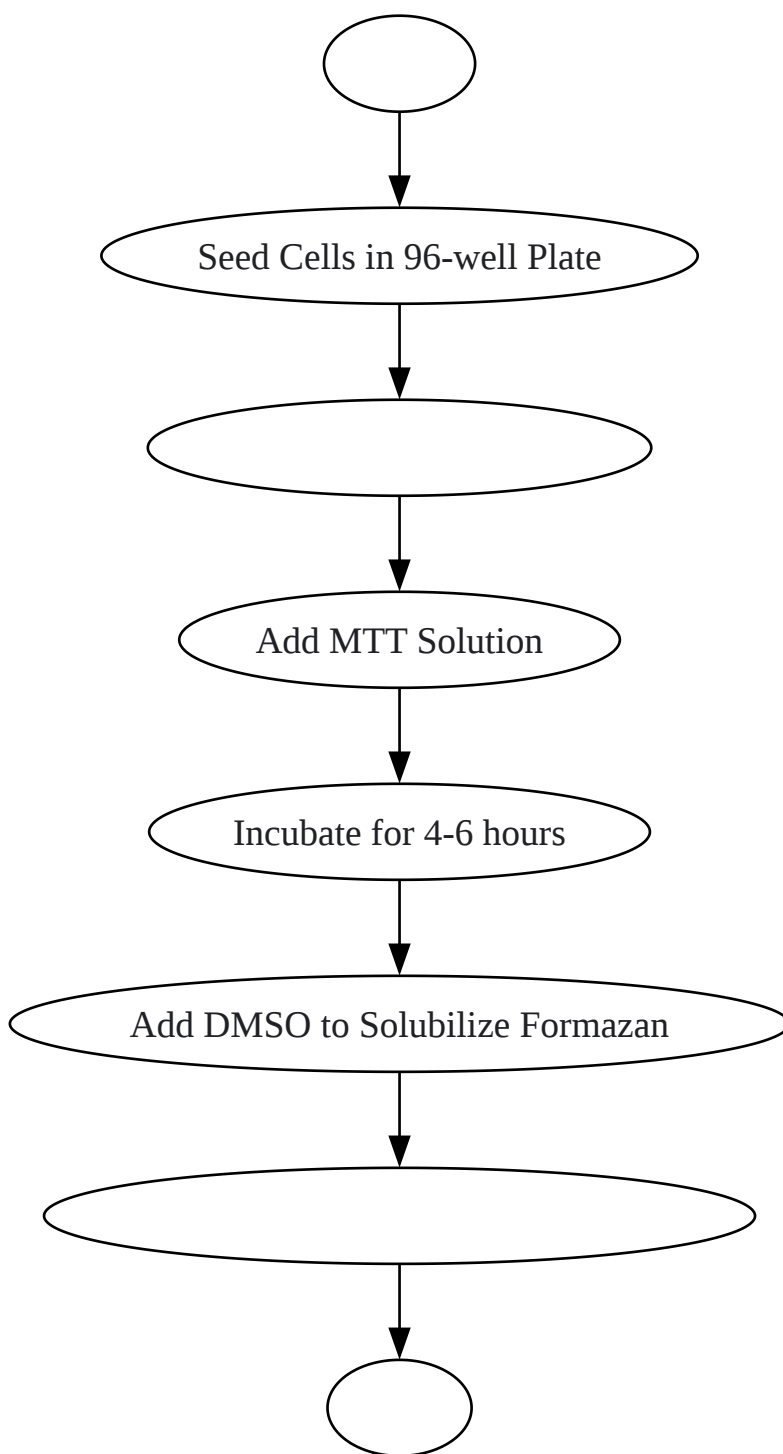 Seed Cells in 96-well Plate
Add MTT Solution
Incubate for 4-6 hours
Add DMSO to Solubilize Formazan